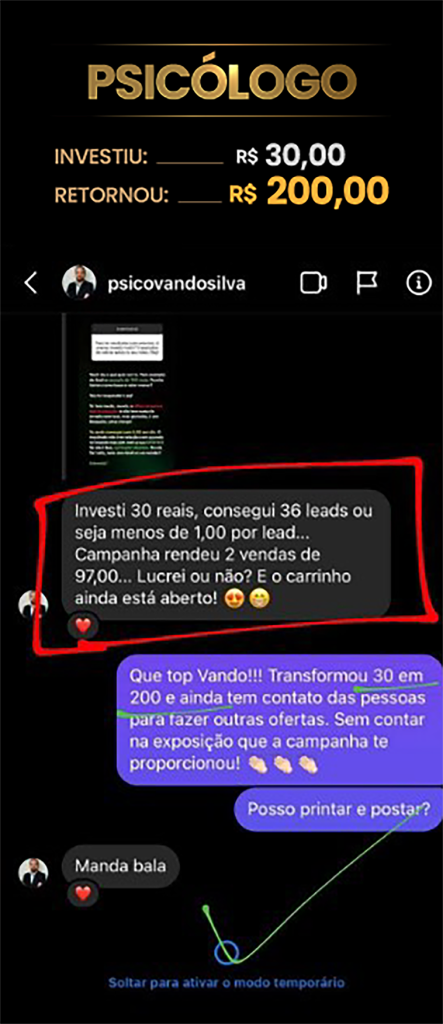 PSICÓLOGO
INVESTIU: R$ 30,00
RETORNOU: R$ 200,00
psicovandosilva
Investi 30 reais, consegui 36 leads ou
seja menos de 1,00 por lead...
Campanha rendeu 2 vendas de
97,00... Lucrei ou não? E o carrinho
ainda está aberto! 😍😁
Que top Vando!!! Transformou 30 em
200 e ainda tem contato das pessoas
para fazer outras ofertas. Sem contar
na exposição que a campanha te
proporcionou! 👏🏻👏🏻👏🏻
Posso printar e postar?
Manda bala
Soltar para ativar o modo temporário